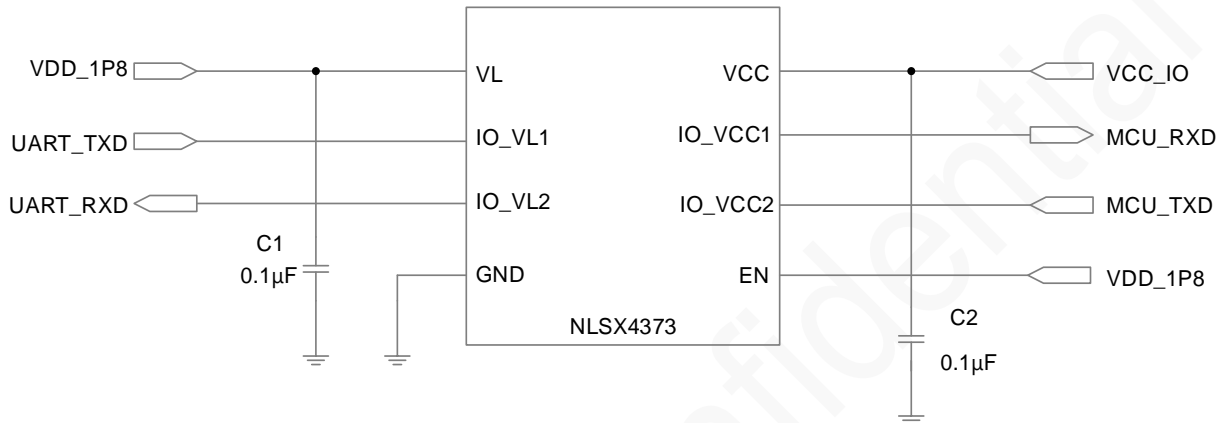 VDD_1P8
VL
VCC
VCC_IO
UART_TXD
IO_VL1
IO_VCC1
MCU_RXD
UART_RXD
IO_VL2
IO_VCC2
MCU_TXD
C1
0.1µF
GND
EN
VDD_1P8
NLSX4373
C2
0.1µF